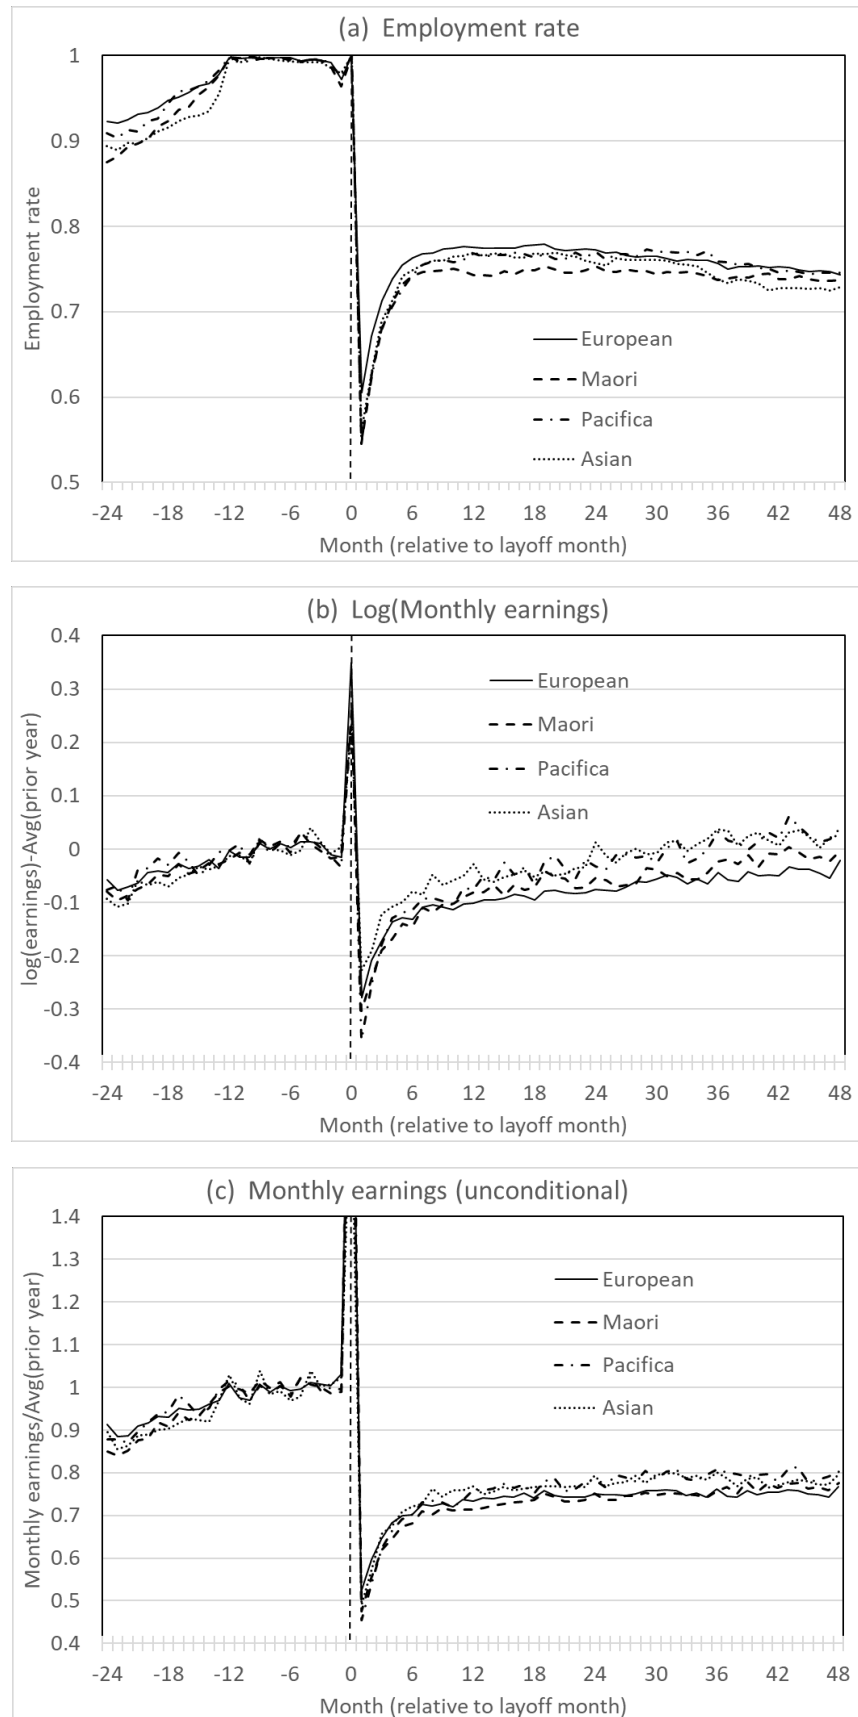 (a) Employment rate
1
0.9
0.8
0.7
0.6
0.5
Employment rate
European
Maori
Pacifica
Asian
-24 -18 -12 -6 0 6 12 18 24 30 36 42 48
Month (relative to layoff month)
(b) Log(Monthly earnings)
0.4
0.3
0.2
0.1
0
-0.1
-0.2
-0.3
-0.4
log(earnings)-Avg(prior year)
European
Maori
Pacifica
Asian
-24 -18 -12 -6 0 6 12 18 24 30 36 42 48
Month (relative to layoff month)
(c) Monthly earnings (unconditional)
1.4
1.3
1.2
1.1
1
0.9
0.8
0.7
0.6
0.5
0.4
Monthly earnings/Avg(prior year)
European
Maori
Pacifica
Asian
-24 -18 -12 -6 0 6 12 18 24 30 36 42 48
Month (relative to layoff month)